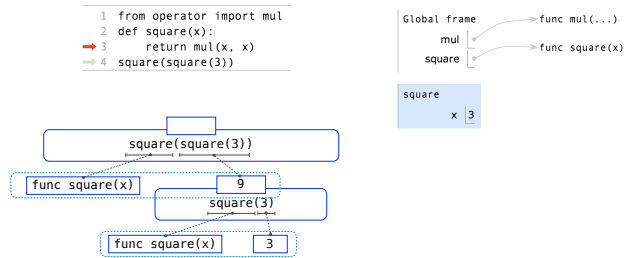 1 from operator import mul
2 def square(x):
3 return mul(x, x)
4 square(square(3))
Global frame
mul
square
func mul(...)
func square(x)
square
x 3
square(square(3))
func square(x)
9
square(3)
func square(x)
3